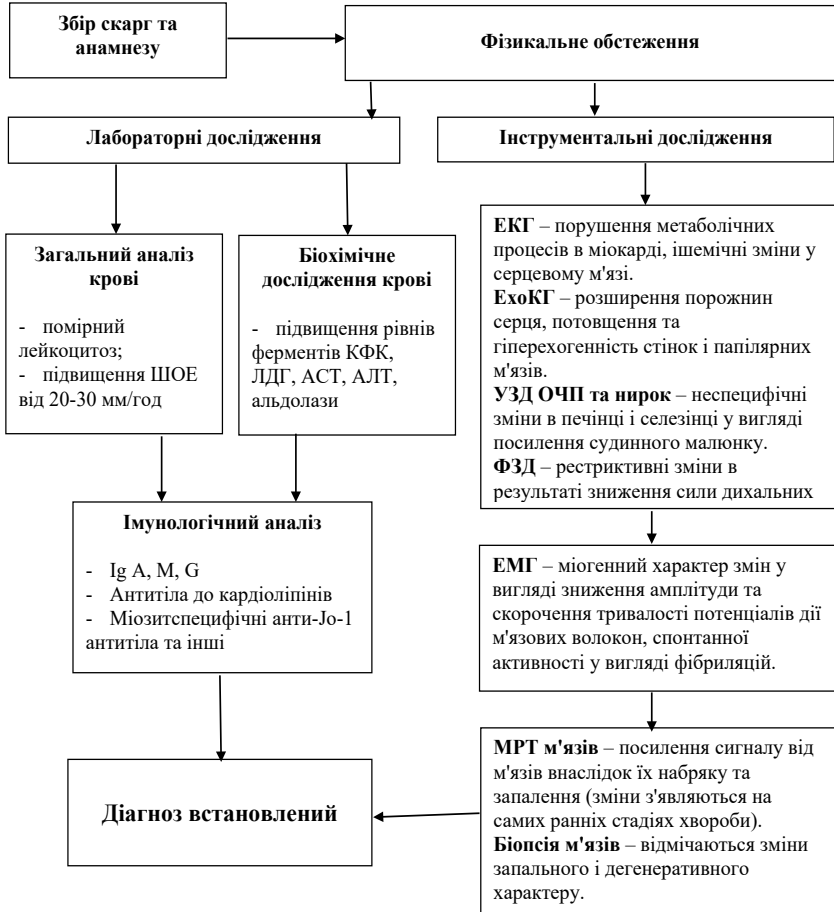 Збір скарг та
анамнезу
Фізикальне обстеження
Лабораторні дослідження
Інструментальні дослідження
Загальний аналіз
крові
- помірний
лейкоцитоз;
- підвищення ШОЕ
від 20-30 мм/год
Біохімічне
дослідження крові
- підвищення рівнів
ферментів КФК,
ЛДГ, АСТ, АЛТ,
альдолази
Імунологічний аналіз
- Ig A, M, G
- Антитіла до кардіоліпінів
- Міозитспецифічні анти-Jo-1
антитіла та інші
ЕКГ – порушення метаболічних
процесів в міокарді, ішемічні зміни у
серцевому м'язі.
ЕхоКГ – розширення порожнин
серця, потовщення та
гіперехогенність стінок і папілярних
м'язів.
УЗД ОЧП та нирок – неспецифічні
зміни в печінці і селезінці у вигляді
посилення судинного малюнку.
ФЗД – рестриктивні зміни в
результаті зниження сили дихальних
ЕМГ – міогенний характер змін у
вигляді зниження амплітуди та
скорочення тривалості потенціалів дії
м'язових волокон, спонтанної
активності у вигляді фібриляцій.
МРТ м'язів – посилення сигналу від
м'язів внаслідок їх набряку та
запалення (зміни з'являються на
самих ранніх стадіях хвороби).
Біопсія м'язів – відмічаються зміни
запального і дегенеративного
характеру.
Діагноз встановлений